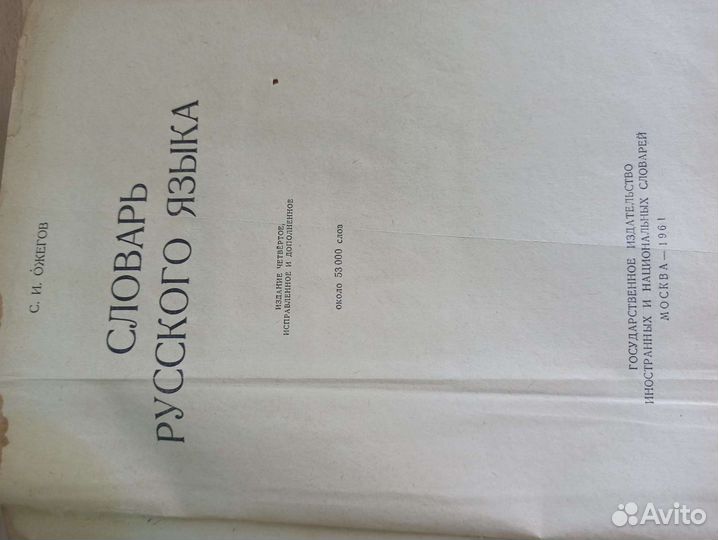 С. И. ОЖЕГОВ
СЛОВАРЬ
РУССКОГО ЯЗЫКА
ИЗДАНИЕ ЧЕТВЁРТОЕ,
ИСПРАВЛЕННОЕ И ДОПОЛНЕННОЕ
около 53 000 слов
ГОСУДАРСТВЕННОЕ ИЗДАТЕЛЬСТВО
ИНОСТРАННЫХ И НАЦИОНАЛЬНЫХ СЛОВАРЕЙ
МОСКВА — 1961
Avito